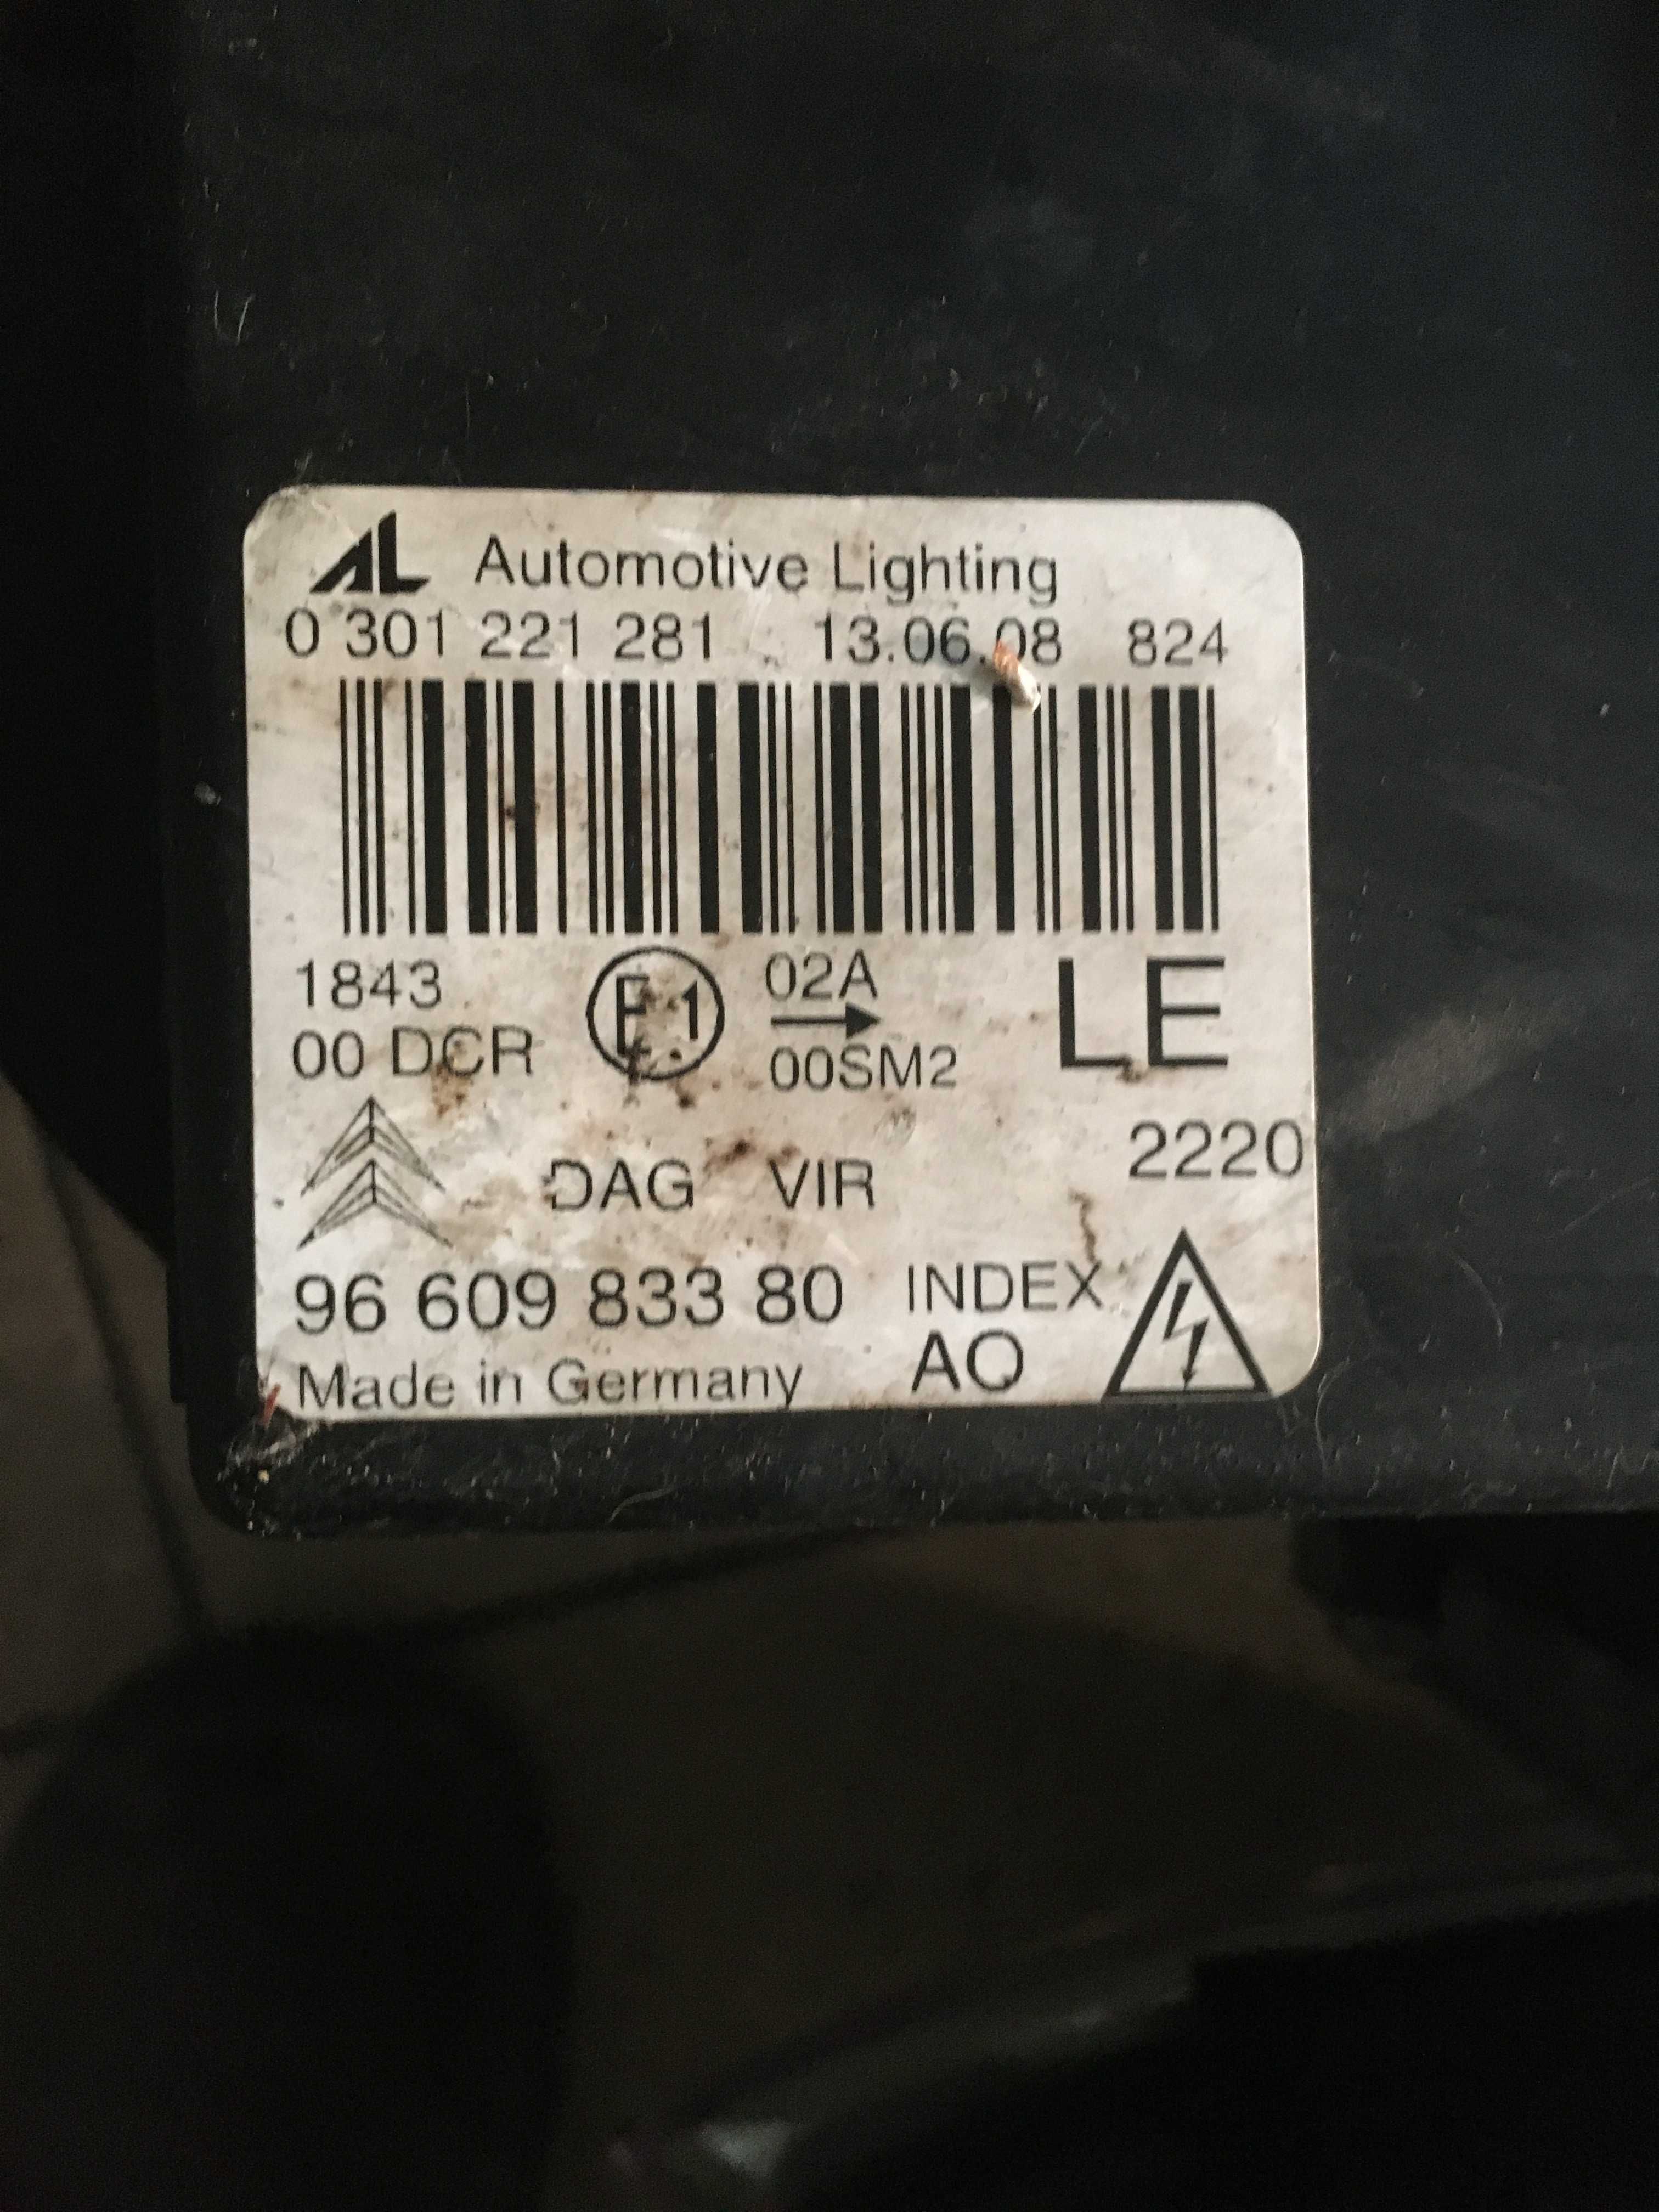 AL Automotive Lighting
0 301 221 281 13.06.08 824
1843 E1 02A LE
00 DCR 00SM2
2220
DAG VIR
96 609 833 80 INDEX
Made in Germany AO